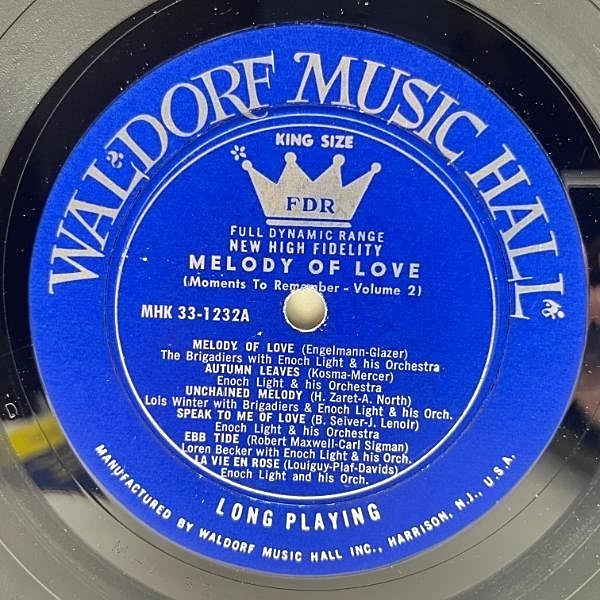 WALDORF MUSIC HALL
KING SIZE
FDR
FULL DYNAMIC RANGE
NEW HIGH FIDELITY
MELODY OF LOVE
(Moments To Remember - Volume 2)
MHK 33-1232A
MELODY OF LOVE (Engelmann-Glazer)
The Brigadiers with Enoch Light & his Orchestra
AUTUMN LEAVES (Kosma-Mercer)
Enoch Light & his Orchestra
UNCHAINED MELODY (H. Zaret-A. North)
Lois Winter with Brigadiers & Enoch Light & his Orch.
SPEAK TO ME OF LOVE (B. Seiver-J. Lenoir)
Enoch Light & his Orchestra
EBB TIDE (Robert Maxwell-Carl Sigman)
Loren Becker with Enoch Light & his Orch.
LA VIE EN ROSE (Louiguy-Piaf-Davids)
Enoch Light and his Orch.
LONG PLAYING
MANUFACTURED BY WALDORF MUSIC HALL INC., HARRISON, N.J., U.S.A.